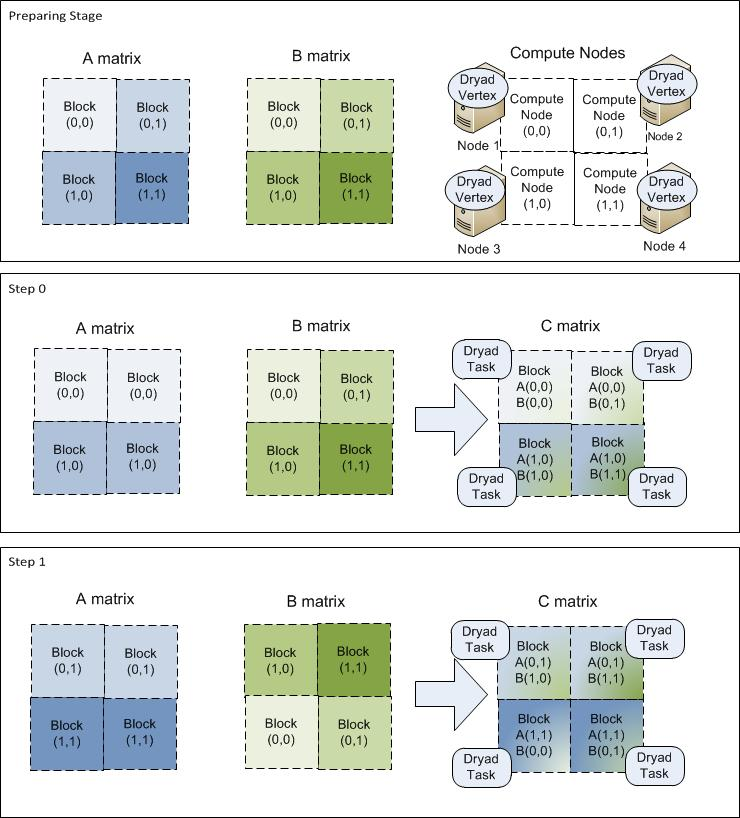 Preparing Stage
A matrix
B matrix
Compute Nodes
Block
(0,0)
Block
(0,1)
Block
(1,0)
Block
(1,1)
Block
(0,0)
Block
(0,1)
Block
(1,0)
Block
(1,1)
Dryad
Vertex
Node 1
Compute
Node
(0,0)
Compute
Node
(0,1)
Dryad
Vertex
Node 2
Dryad
Vertex
Node 3
Compute
Node
(1,0)
Compute
Node
(1,1)
Dryad
Vertex
Node 4
Step 0
A matrix
B matrix
C matrix
Block
(0,0)
Block
(0,0)
Block
(1,0)
Block
(1,0)
Block
(0,0)
Block
(0,1)
Block
(1,0)
Block
(1,1)
Dryad
Task
Block
A(0,0)
B(0,0)
Block
A(0,0)
B(0,1)
Dryad
Task
Dryad
Task
Block
A(1,0)
B(1,0)
Block
A(1,0)
B(1,1)
Dryad
Task
Step 1
A matrix
B matrix
C matrix
Block
(0,1)
Block
(0,1)
Block
(1,1)
Block
(1,1)
Block
(1,0)
Block
(1,1)
Block
(0,0)
Block
(0,1)
Dryad
Task
Block
A(0,1)
B(1,0)
Block
A(0,1)
B(1,1)
Dryad
Task
Dryad
Task
Block
A(1,1)
B(0,0)
Block
A(1,1)
B(0,1)
Dryad
Task